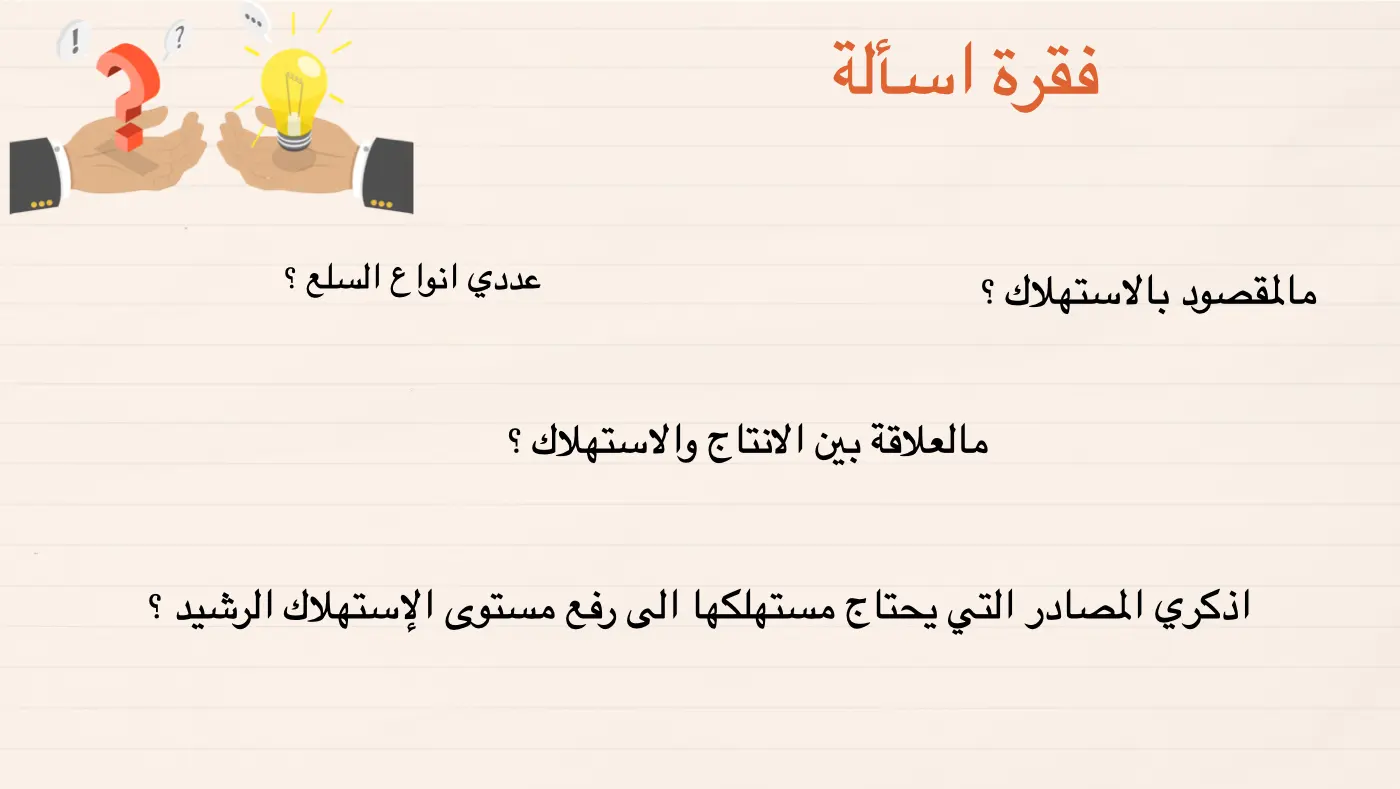 فقرة اسألة
مالمقصود بالاستهلاك ؟
عددي انواع السلع ؟
مالعلاقة بين الانتاج والاستهلاك ؟
اذكري المصادر التي يحتاج مستهلكها الى رفع مستوى الإستهلاك الرشيد ؟
! ? ...